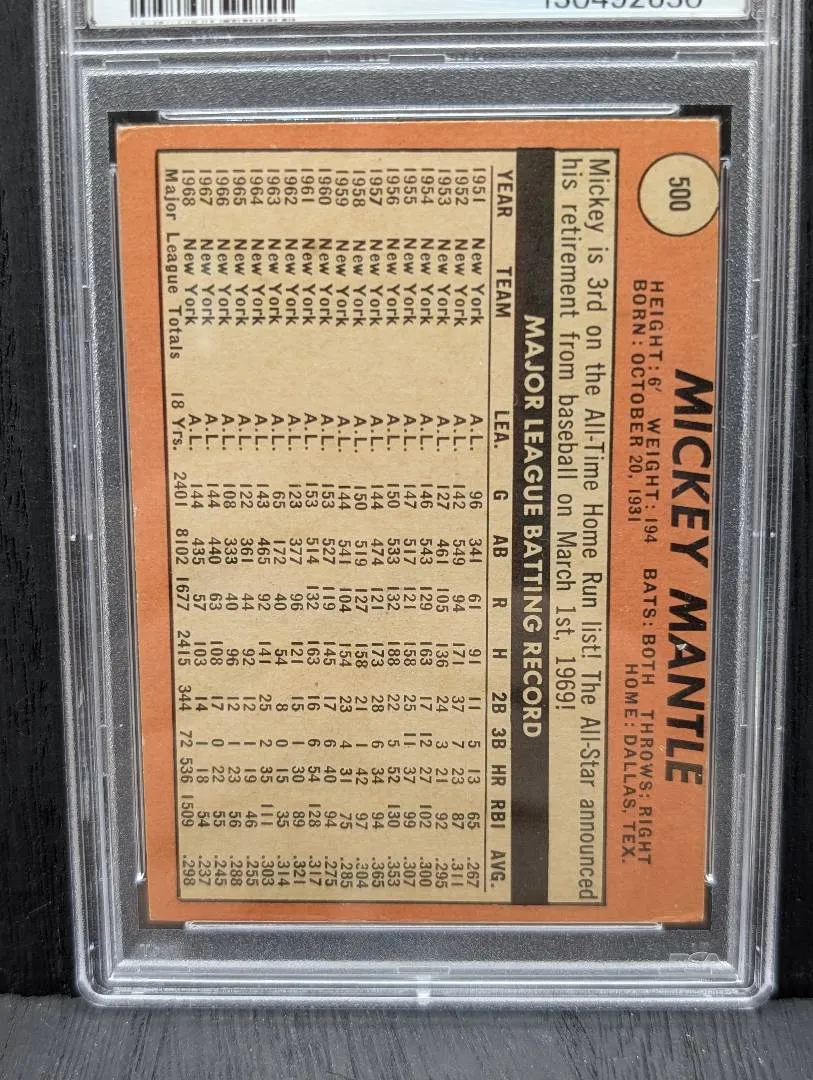 500
MICKEY MANTLE
HEIGHT: 6' WEIGHT: 194 BATS: BOTH THROWS: RIGHT
BORN: OCTOBER 20, 1931 HOME: DALLAS, TEX.
Mickey is 3rd on the All-Time Home Run list! The All-Star announced
his retirement from baseball on March 1st, 1969!
MAJOR LEAGUE BATTING RECORD
YEAR TEAM LEA. G AB R H 2B 3B HR RBI AVG.
1951 New York A.L. 96 341 61 91 11 5 13 65 .267
1952 New York A.L. 142 549 94 171 37 7 23 87 .311
1953 New York A.L. 127 461 105 136 24 3 21 92 .295
1954 New York A.L. 146 543 129 163 17 12 27 102 .300
1955 New York A.L. 147 517 121 158 25 11 37 99 .307
1956 New York A.L. 150 533 132 188 22 5 52 130 .353
1957 New York A.L. 144 474 121 173 28 6 34 94 .365
1958 New York A.L. 150 519 127 158 21 1 42 97 .304
1959 New York A.L. 144 541 104 154 23 4 31 75 .285
1960 New York A.L. 153 527 119 145 17 6 40 94 .275
1961 New York A.L. 153 514 132 163 16 6 54 128 .317
1962 New York A.L. 123 377 96 121 15 1 30 89 .321
1963 New York A.L. 65 172 40 54 8 0 15 35 .314
1964 New York A.L. 143 465 92 141 25 2 35 111 .303
1965 New York A.L. 122 361 44 92 12 1 19 46 .255
1966 New York A.L. 108 333 40 96 12 1 23 56 .288
1967 New York A.L. 144 440 63 108 17 0 22 55 .245
1968 New York A.L. 144 435 57 103 14 1 18 54 .237
Major League Totals 18 Yrs. 2401 8102 1677 2415 344 72 536 1509 .298
PSA